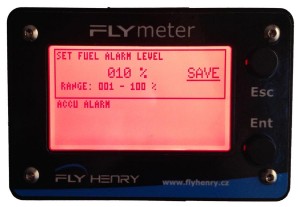 FLYmeter
SET FUEL ALARM LEVEL
010 % SAVE
RANGE: 001 - 100 %
ACCU ALARM
Esc
Ent
FLY HENRY www.flyhenry.cz